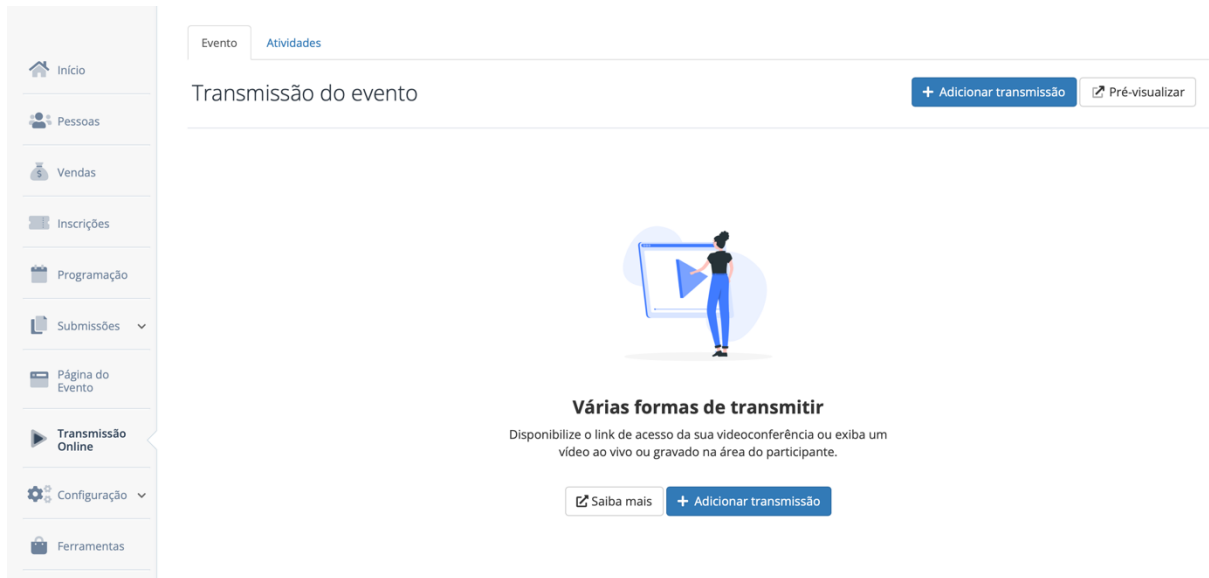 Evento Atividades
Transmissão do evento
+ Adicionar transmissão
Pré-visualizar
Início
Pessoas
Vendas
Inscrições
Programação
Submissões
Página do
Evento
Transmissão
Online
Configuração
Ferramentas
Várias formas de transmitir
Disponibilize o link de acesso da sua videoconferência ou exiba um
vídeo ao vivo ou gravado na área do participante.
Saiba mais
+ Adicionar transmissão